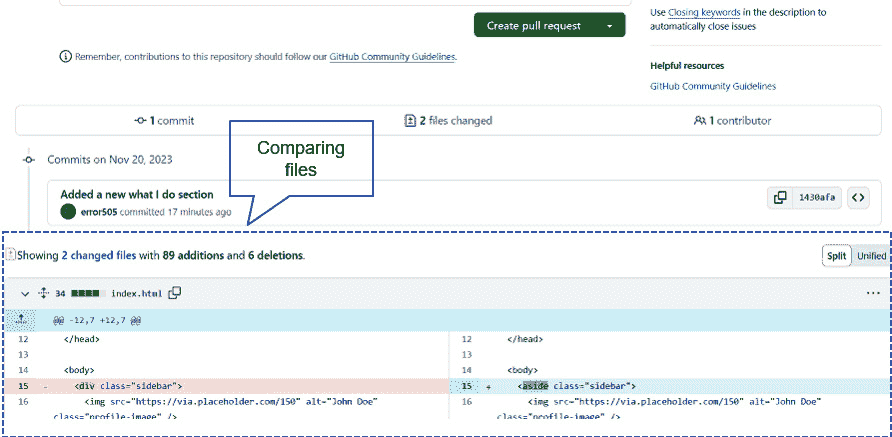 Create pull request
Use Closing keywords in the description to
automatically close issues
Remember, contributions to this repository should follow our GitHub Community Guidelines.
Helpful resources
GitHub Community Guidelines
1 commit
2 files changed
1 contributor
Commits on Nov 20, 2023
Comparing
files
Added a new what I do section
error505 committed 17 minutes ago
1430afa
Showing 2 changed files with 89 additions and 6 deletions.
Split Unified
34 index.html
@@ -12,7 +12,7 @@
12 </head>
13
14 <body>
15 - <div class="sidebar">
16 <img src="https://via.placeholder.com/150" alt="John Doe"
class="profile-image" />
12 </head>
13
14 <body>
15 + <aside class="sidebar">
16 <img src="https://via.placeholder.com/150" alt="John Doe"
class="profile-image" />